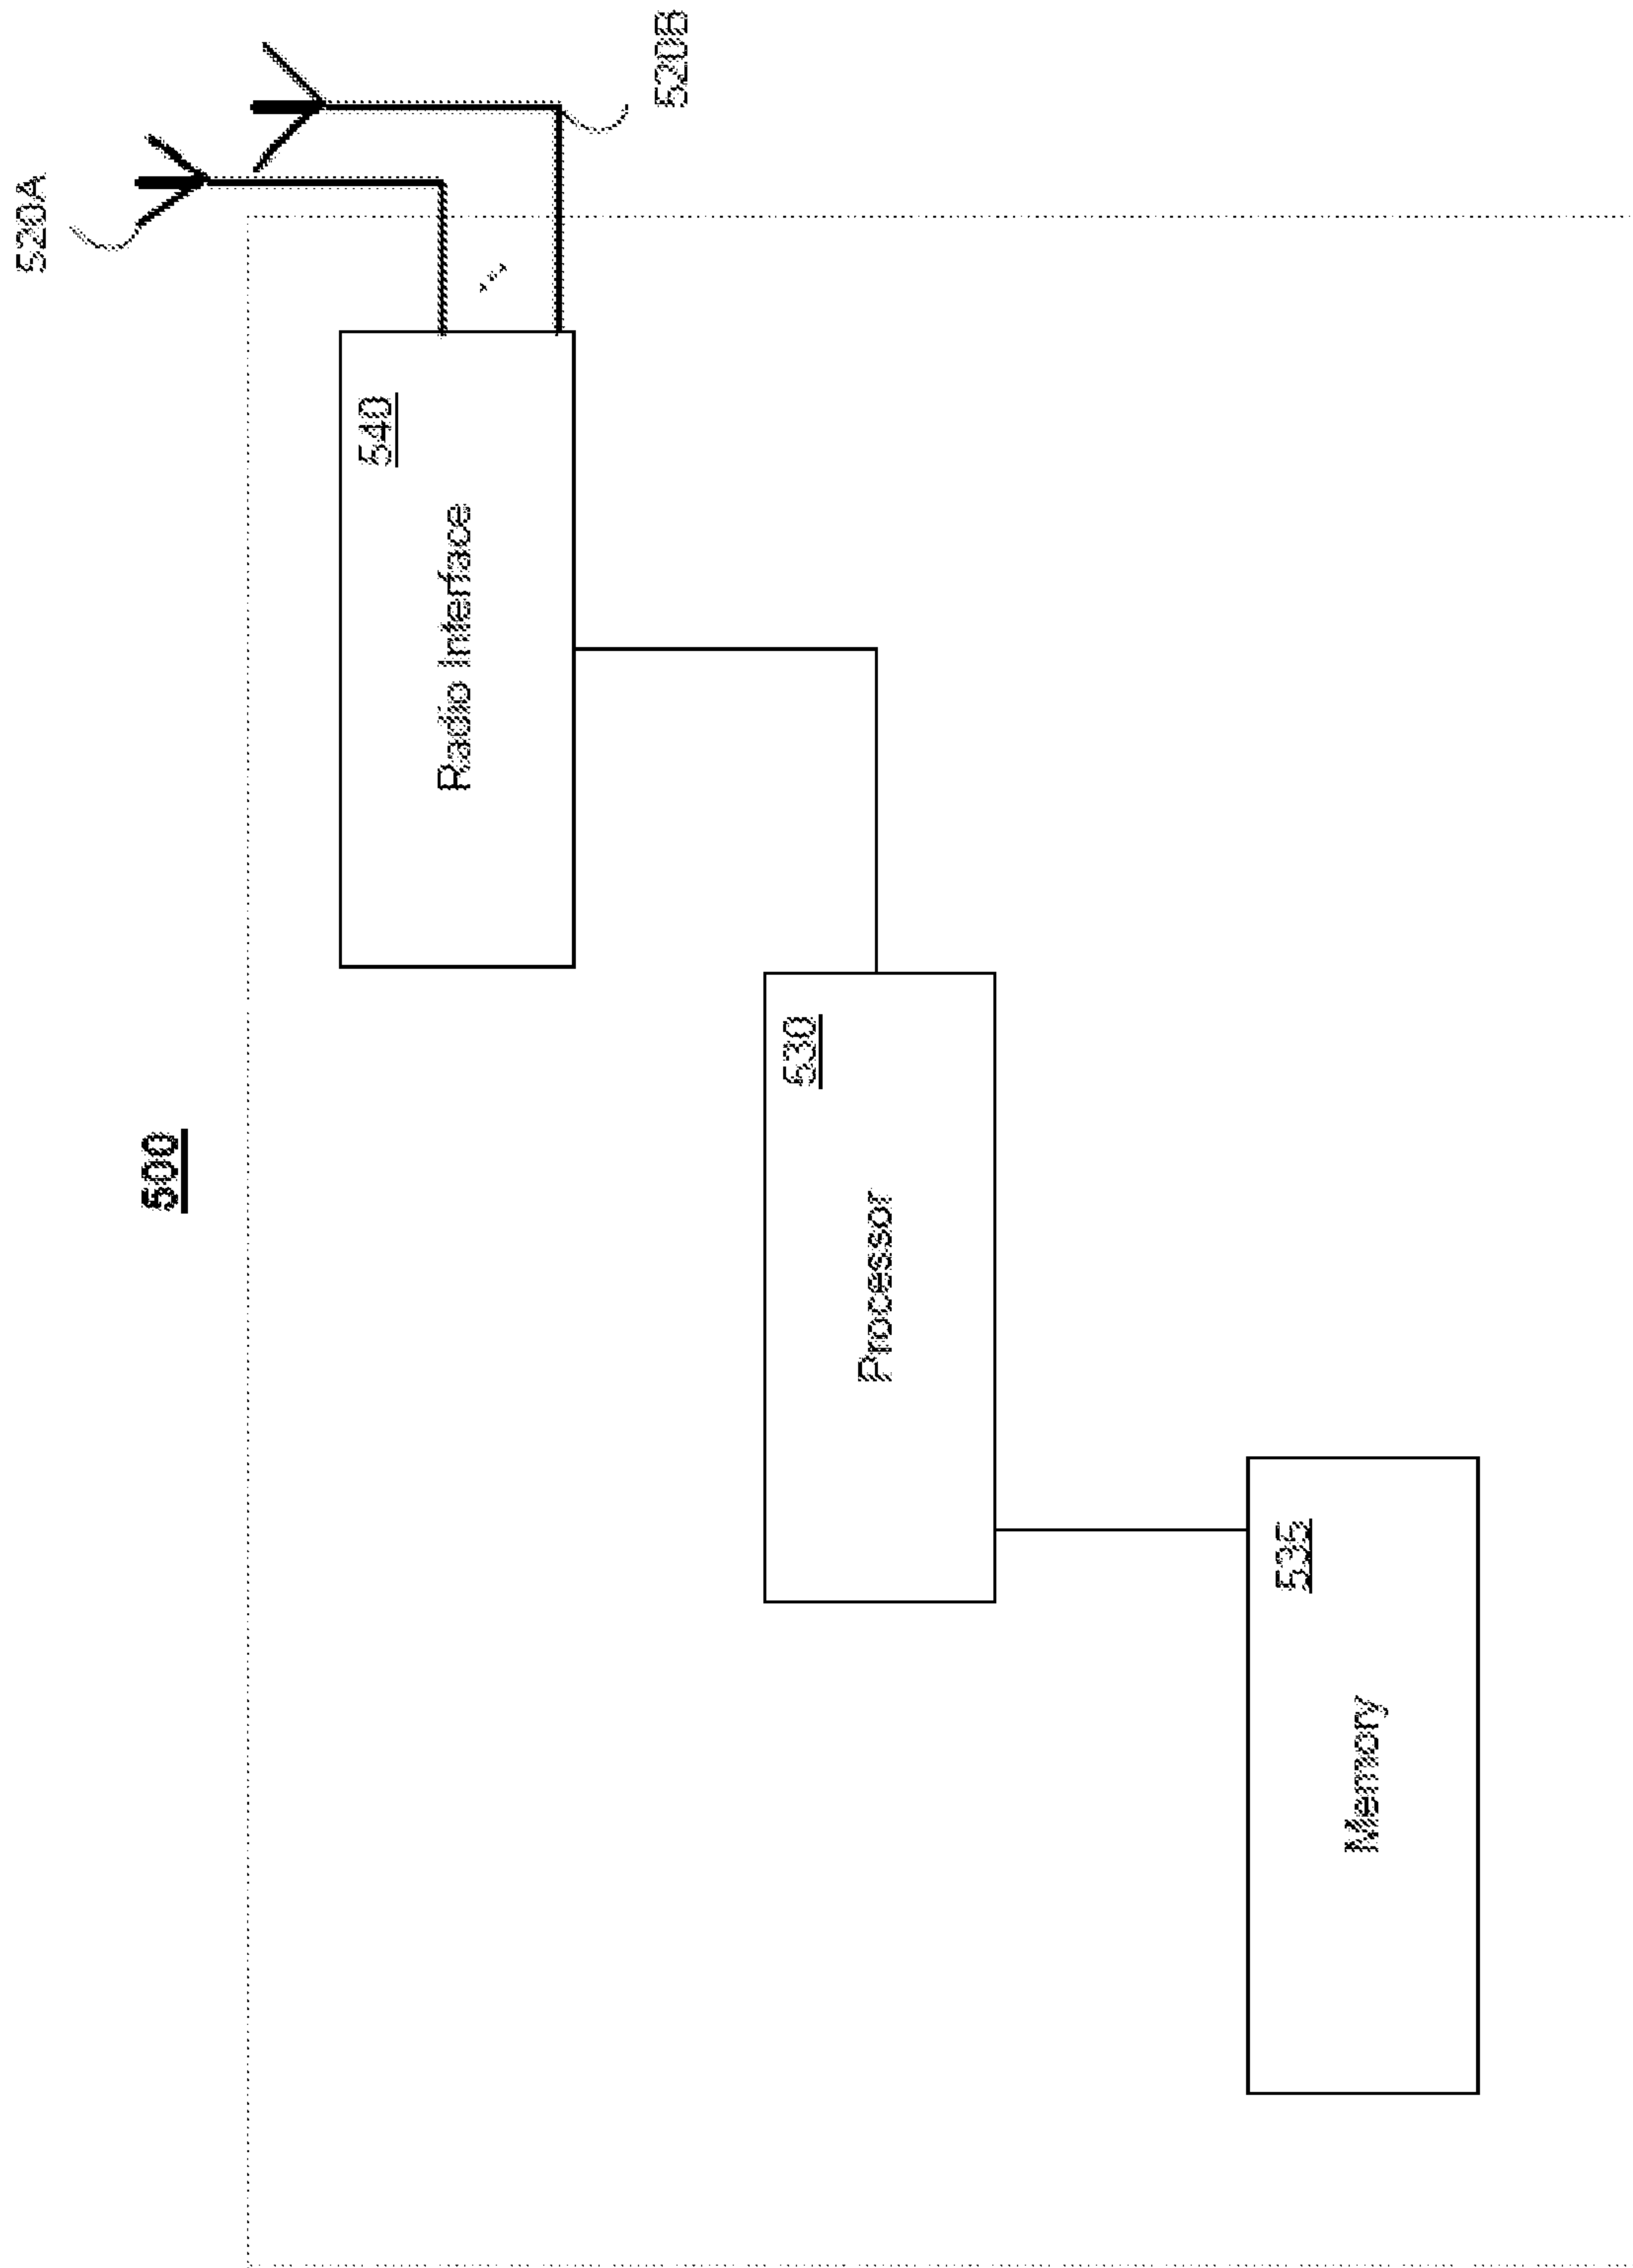 500
520A
520B
540
Radio Interface
530
Processor
535
Memory